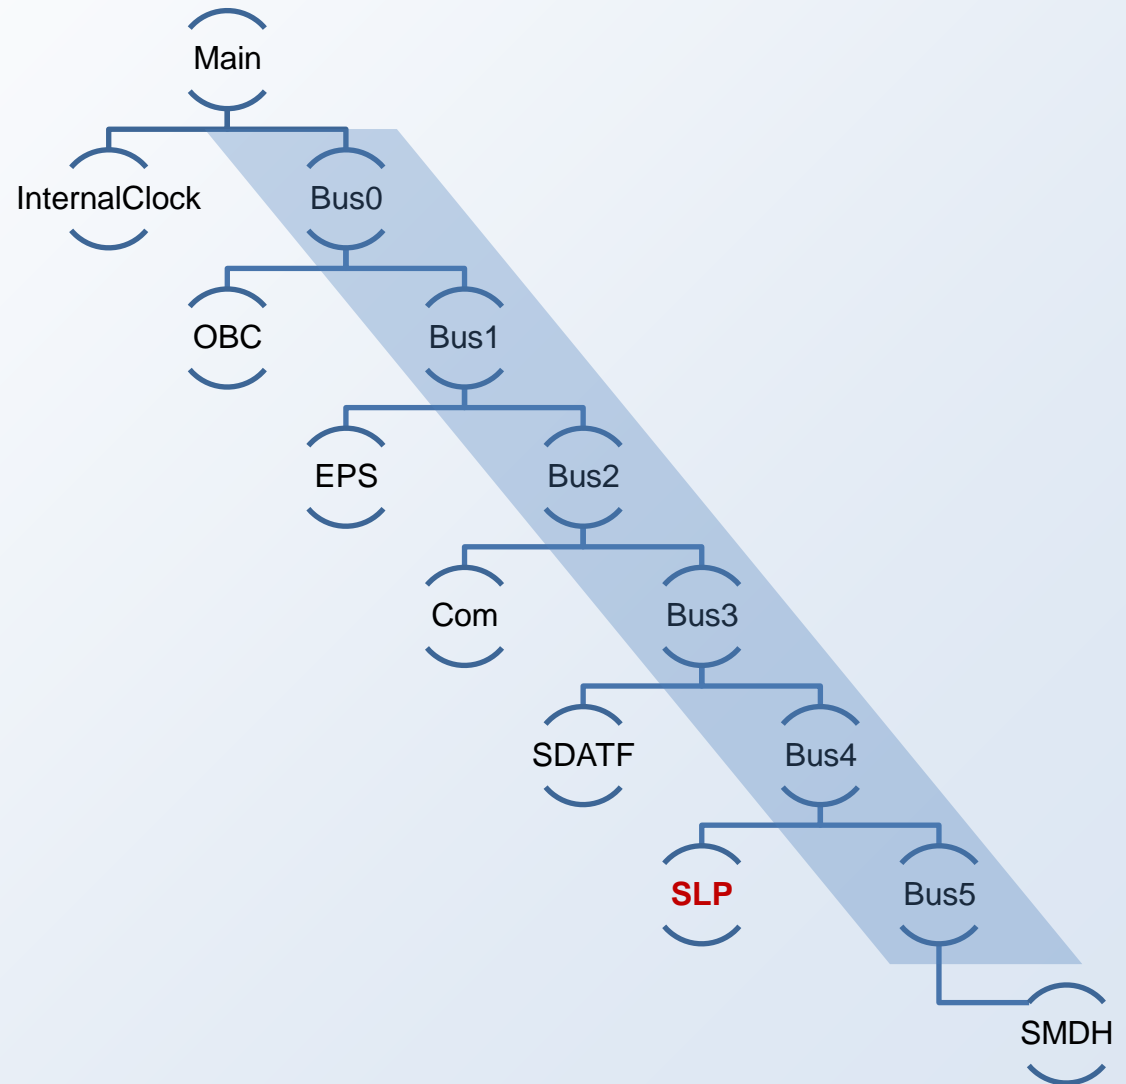 Main
InternalClock
Bus0
OBC
Bus1
EPS
Bus2
Com
Bus3
SDATF
Bus4
SLP
Bus5
SMDH